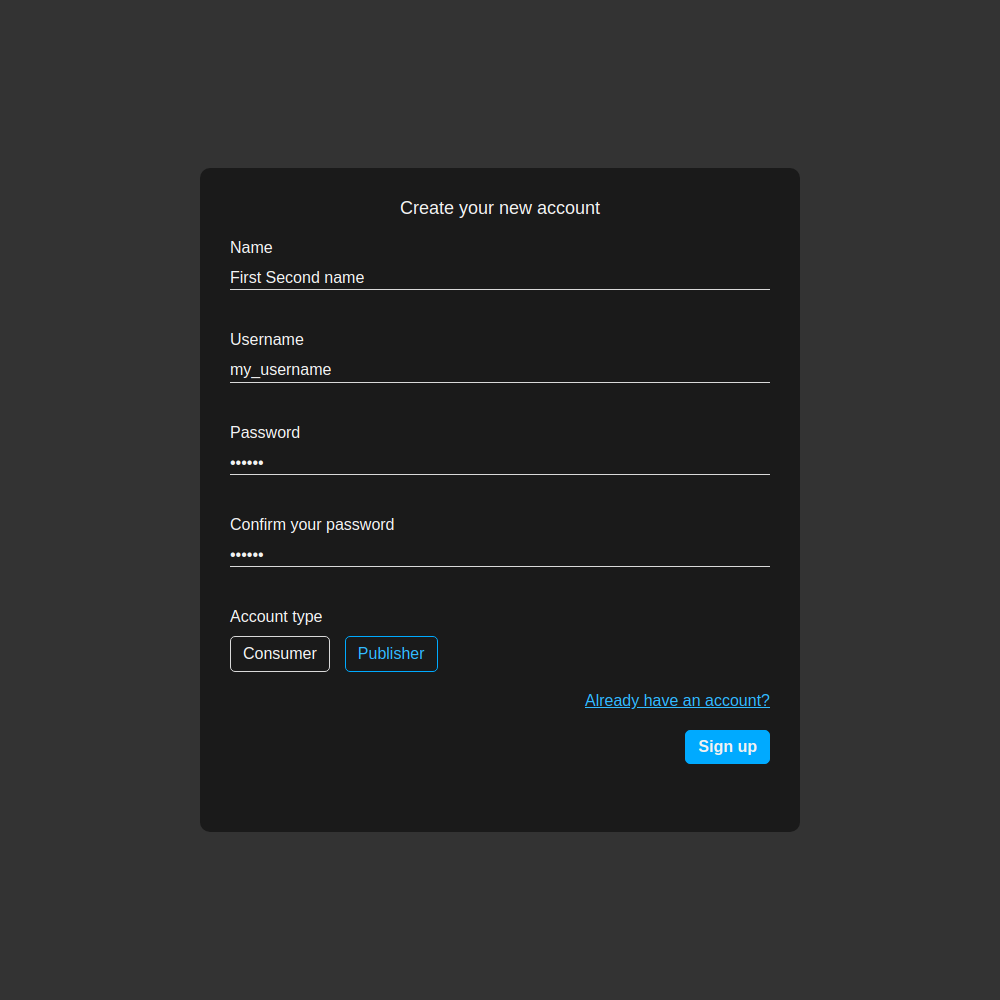 Create your new account
Name
First Second name
Username
my_username
Password
••••••
Confirm your password
••••••
Account type
Consumer Publisher
Already have an account?
Sign up